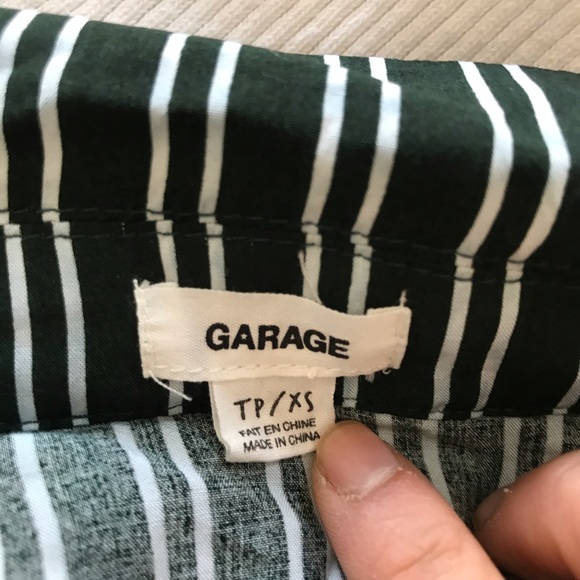 GARAGE
TP/XS
FAIT EN CHINE
MADE IN CHINA